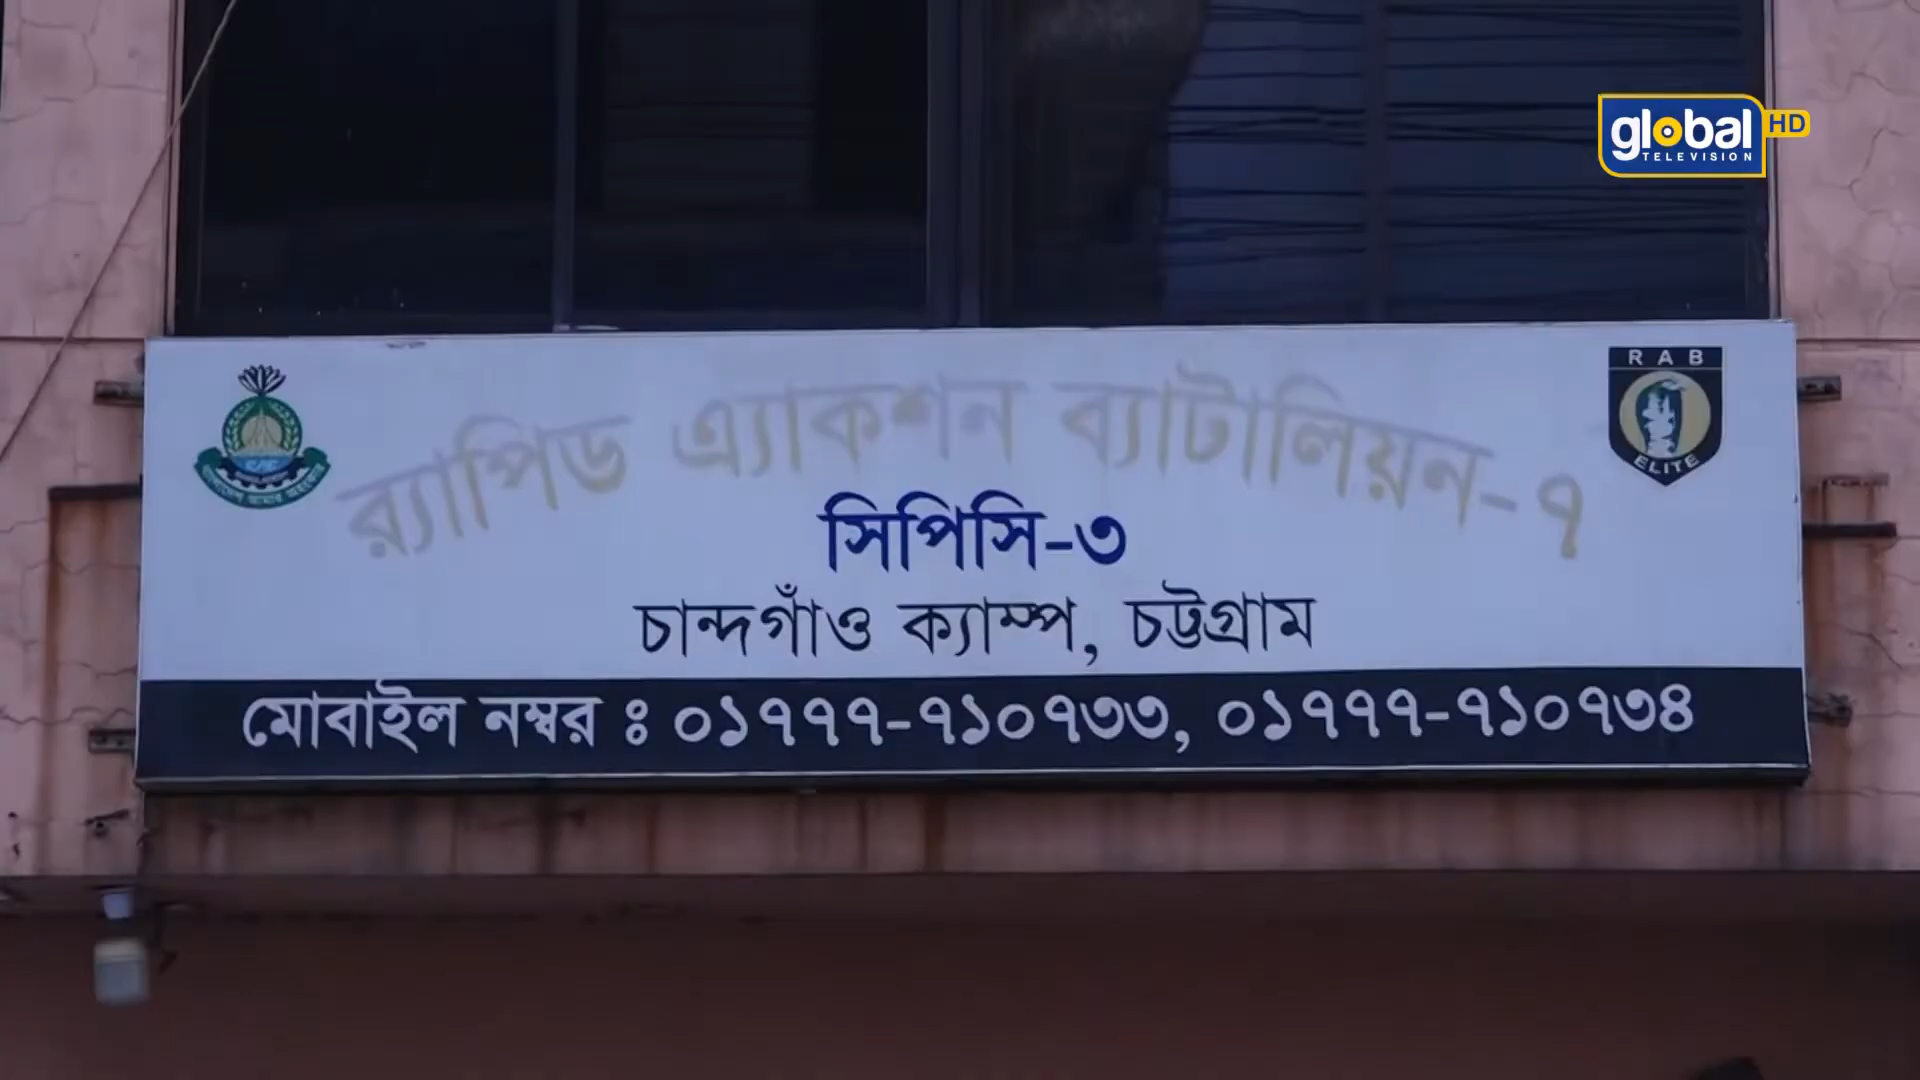 global HD
TELEVISION
RAB
ELITE
র‍্যাপিড এ্যাকশন ব্যাটালিয়ন-৭
সিপিসি-৩
চান্দগাঁও ক্যাম্প, চট্টগ্রাম
মোবাইল নম্বর ঃ ০১৭৭৭-৭১০৭৩৩, ০১৭৭৭-৭১০৭৩৪